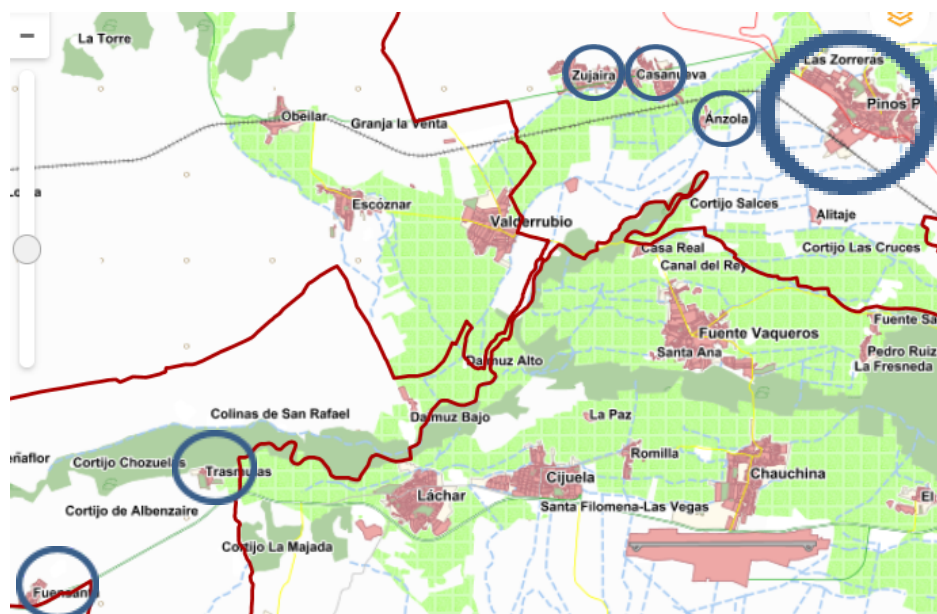 La Torre
Las Zorreras
Zujaira
Casanueva
Pinos P
Obeilar
Granja la Venta
Ánzola
Escóznar
Cortijo Salces
Alitaje
Valderrubio
Casa Real
Cortijo Las Cruces
Canal del Rey
Fuente Sa
Fuente Vaqueros
Santa Ana
Pedro Ruiz
Daimuz Alto
La Fresneda
Colinas de San Rafael
Daimuz Bajo
La Paz
eñaflor
Cortijo Chozuelas
Trasmulas
Romilla
Cijuela
Chauchina
Láchar
El
Cortijo de Albenzaire
Santa Filomena-Las Vegas
Cortijo La Majada
Fuensanta